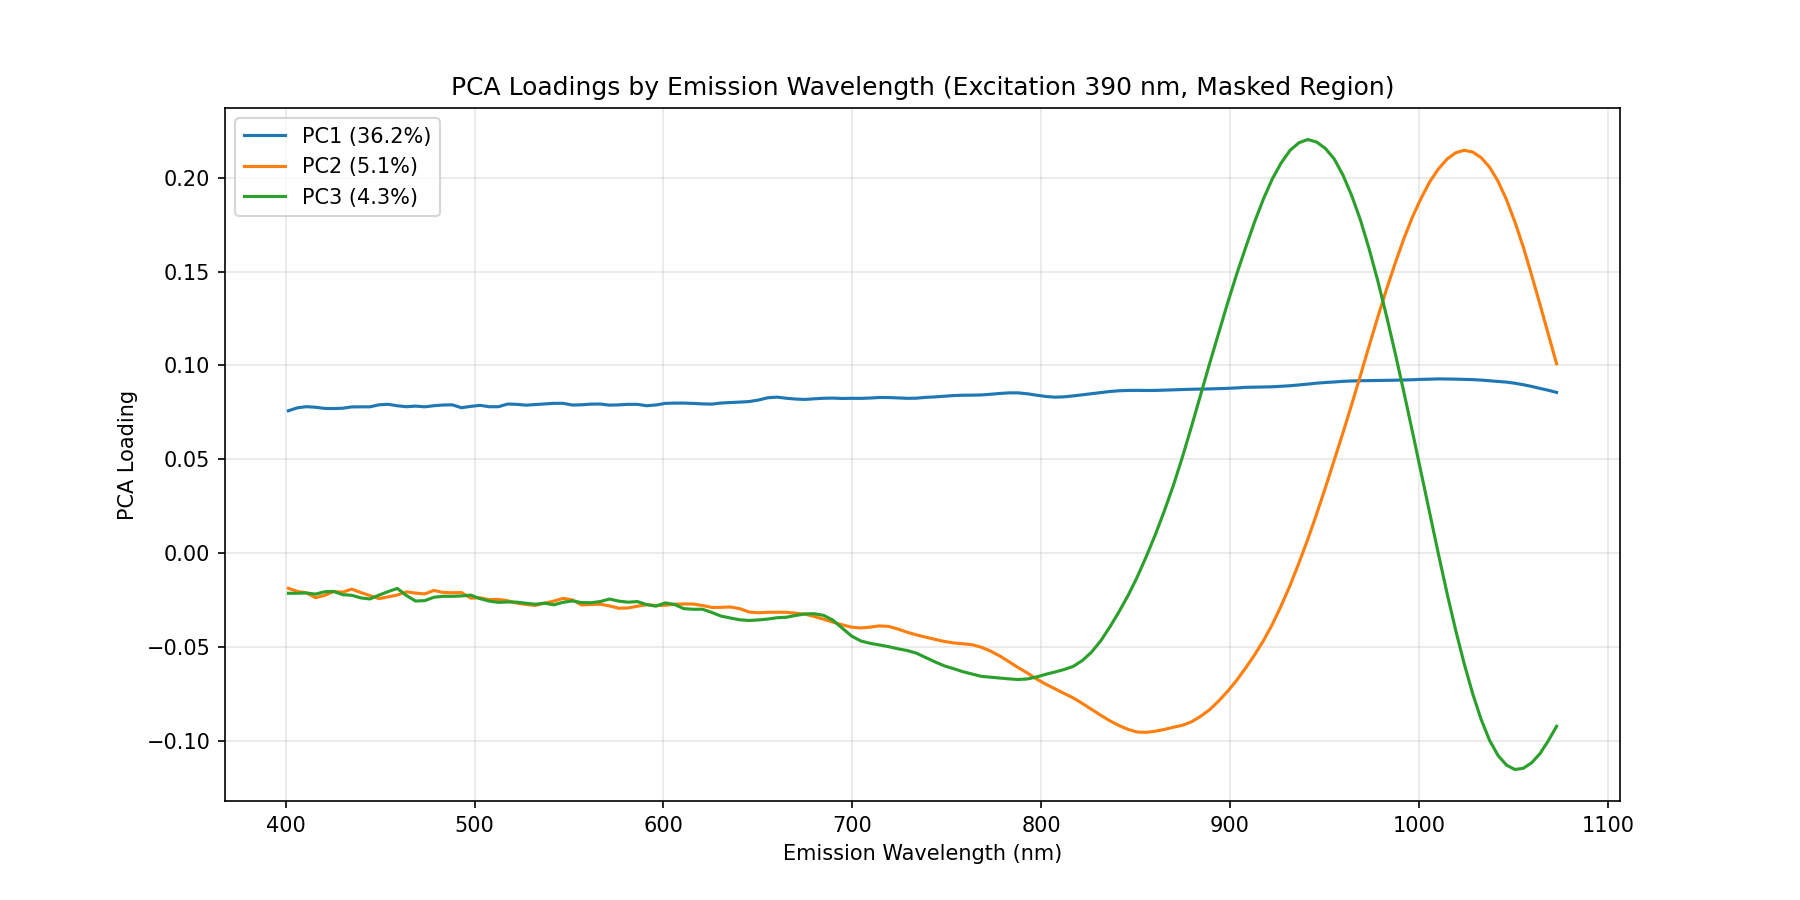 PCA Loadings by Emission Wavelength (Excitation 390 nm, Masked Region)
PC1 (36.2%)
PC2 (5.1%)
PC3 (4.3%)
PCA Loading
0.20
0.15
0.10
0.05
0.00
−0.05
−0.10
400 500 600 700 800 900 1000 1100
Emission Wavelength (nm)